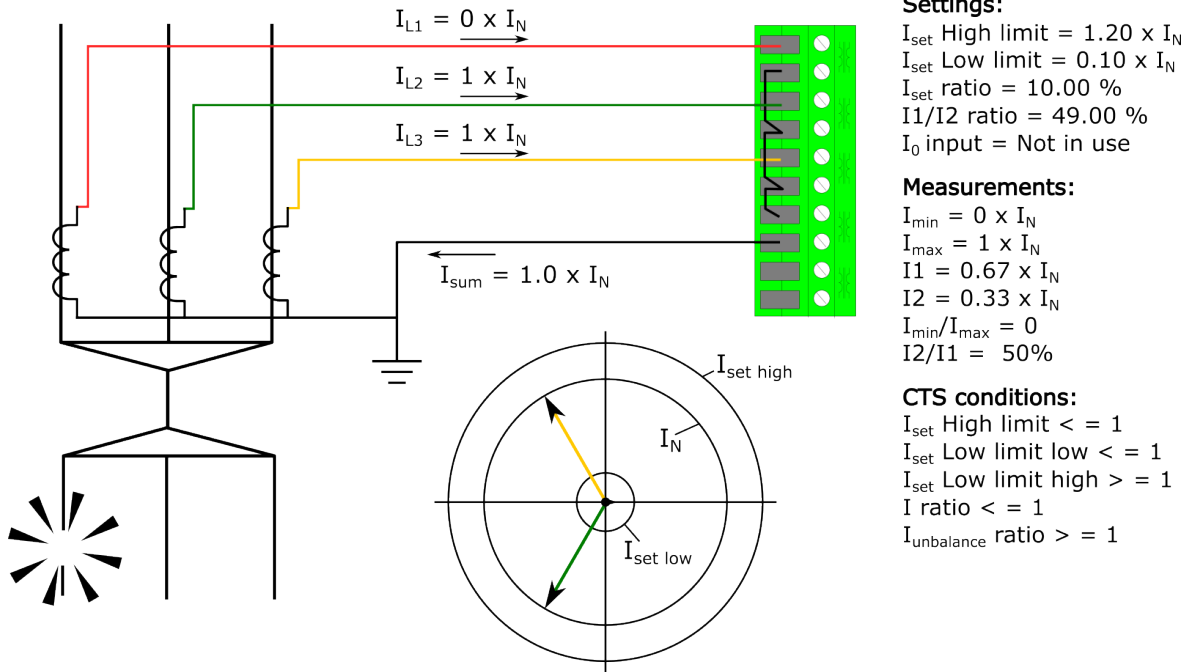 I_L1 = 0 x I_N
I_L2 = 1 x I_N
I_L3 = 1 x I_N
I_sum = 1.0 x I_N
I_set high
I_N
I_set low
Settings:
I_set High limit = 1.20 x I_N
I_set Low limit = 0.10 x I_N
I_set ratio = 10.00 %
I1/I2 ratio = 49.00 %
I_0 input = Not in use
Measurements:
I_min = 0 x I_N
I_max = 1 x I_N
I1 = 0.67 x I_N
I2 = 0.33 x I_N
I_min/I_max = 0
I2/I1 = 50%
CTS conditions:
I_set High limit < = 1
I_set Low limit low < = 1
I_set Low limit high > = 1
I ratio < = 1
I_unbalance ratio > = 1